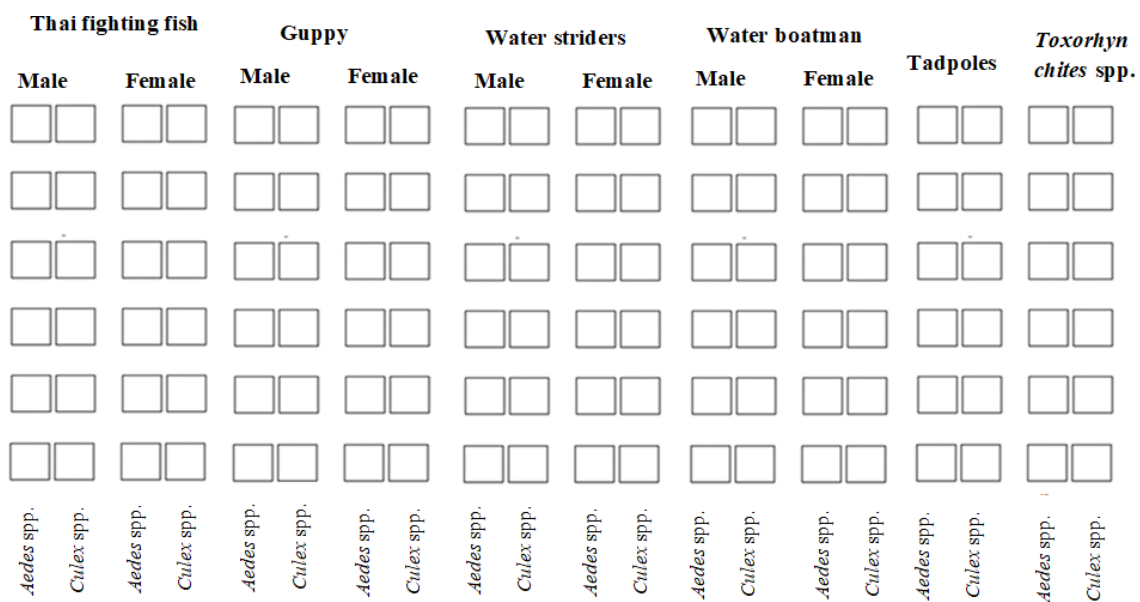 Thai fighting fish
Guppy
Water striders
Water boatman
Tadpoles
Toxorhyn
chites spp.
Male
Female
Male
Female
Male
Female
Male
Female
Aedes spp.
Culex spp.
Aedes spp.
Culex spp.
Aedes spp.
Culex spp.
Aedes spp.
Culex spp.
Aedes spp.
Culex spp.
Aedes spp.
Culex spp.
Aedes spp.
Culex spp.
Aedes spp.
Culex spp.
Aedes spp.
Culex spp.
Aedes spp.
Culex spp.